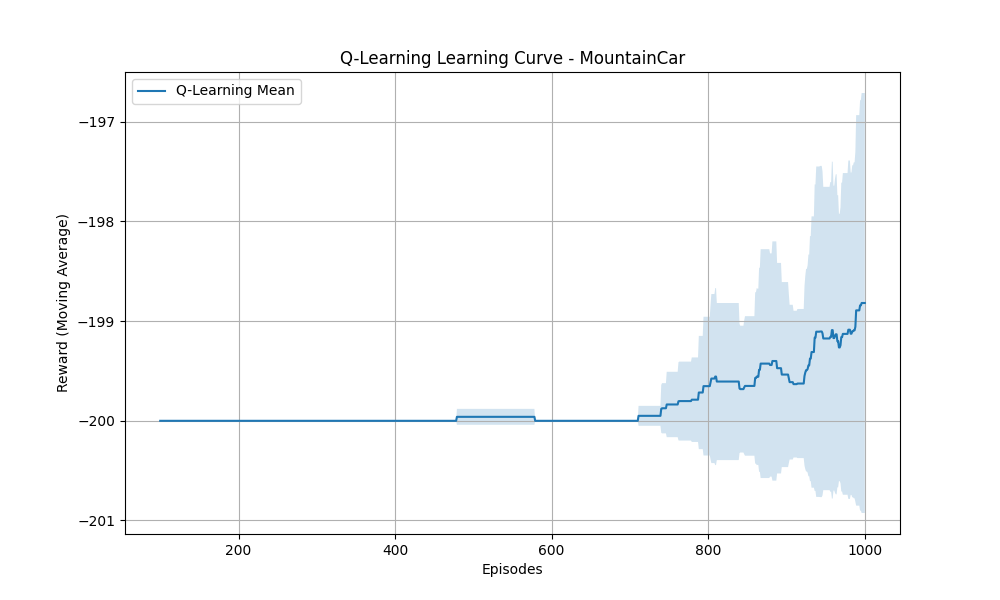 Q-Learning Learning Curve - MountainCar
Q-Learning Mean
Reward (Moving Average)
−197
−198
−199
−200
−201
200
400
600
800
1000
Episodes